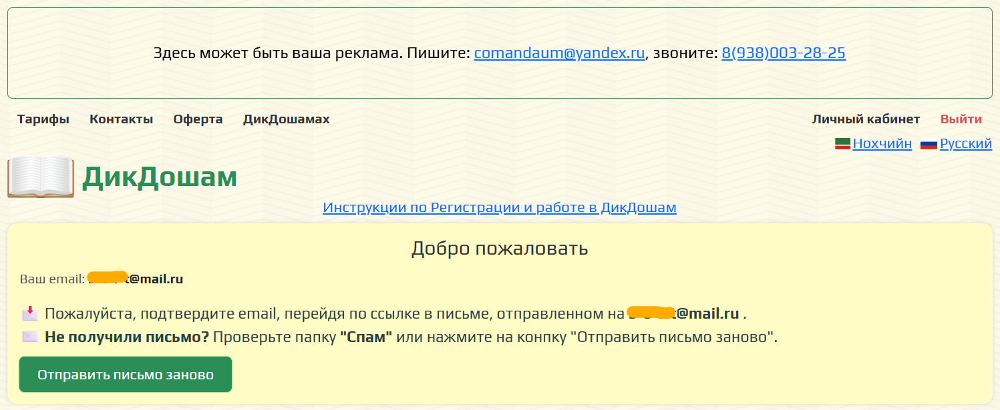 Здесь может быть ваша реклама. Пишите: comandaum@yandex.ru, звоните: 8(938)003-28-25
Тарифы Контакты Оферта ДикДошамах Личный кабинет Выйти
Нохчийн Русский
ДикДошам
Инструкции по Регистрации и работе в ДикДошам
Добро пожаловать
Ваш email: @mail.ru
Пожалуйста, подтвердите email, перейдя по ссылке в письме, отправленном на @mail.ru .
Не получили письмо? Проверьте папку "Спам" или нажмите на конпку "Отправить письмо заново".
Отправить письмо заново